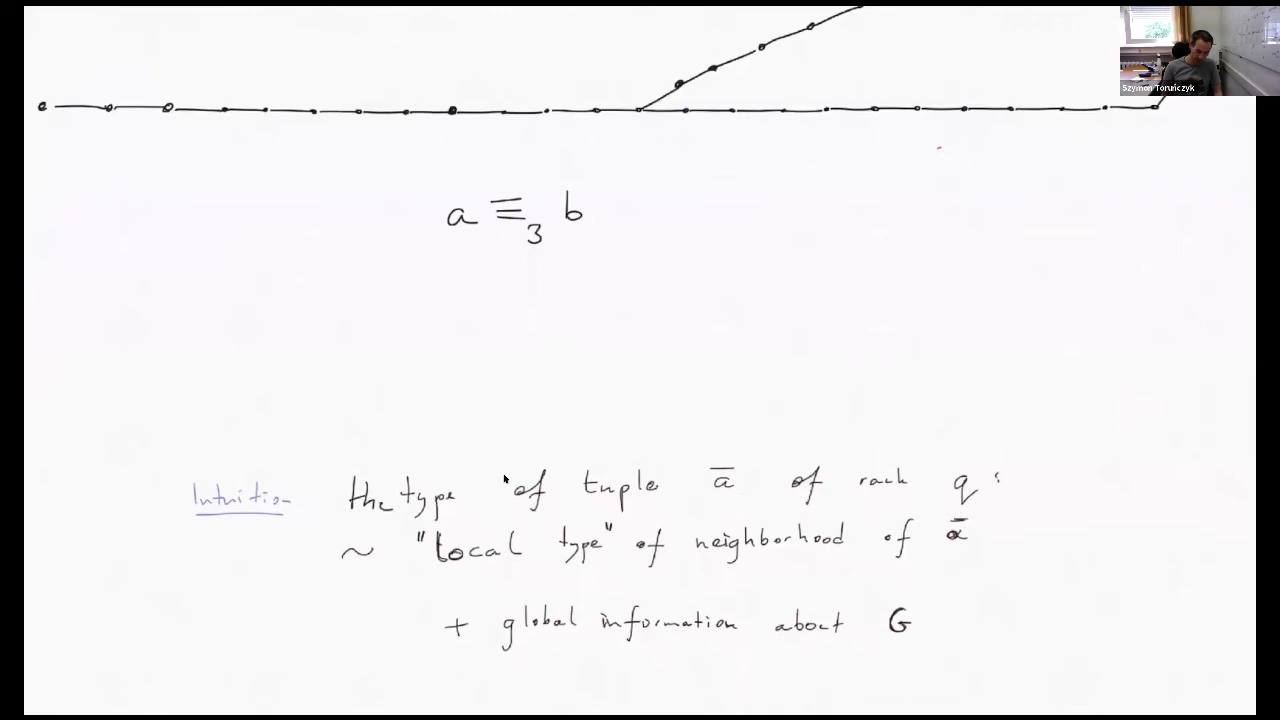 Szymon Toruńczyk
a ≡₃ b
Intuition the type of tuple a̅ of rank q :
~ "local type" of neighborhood of a̅
+ global information about G